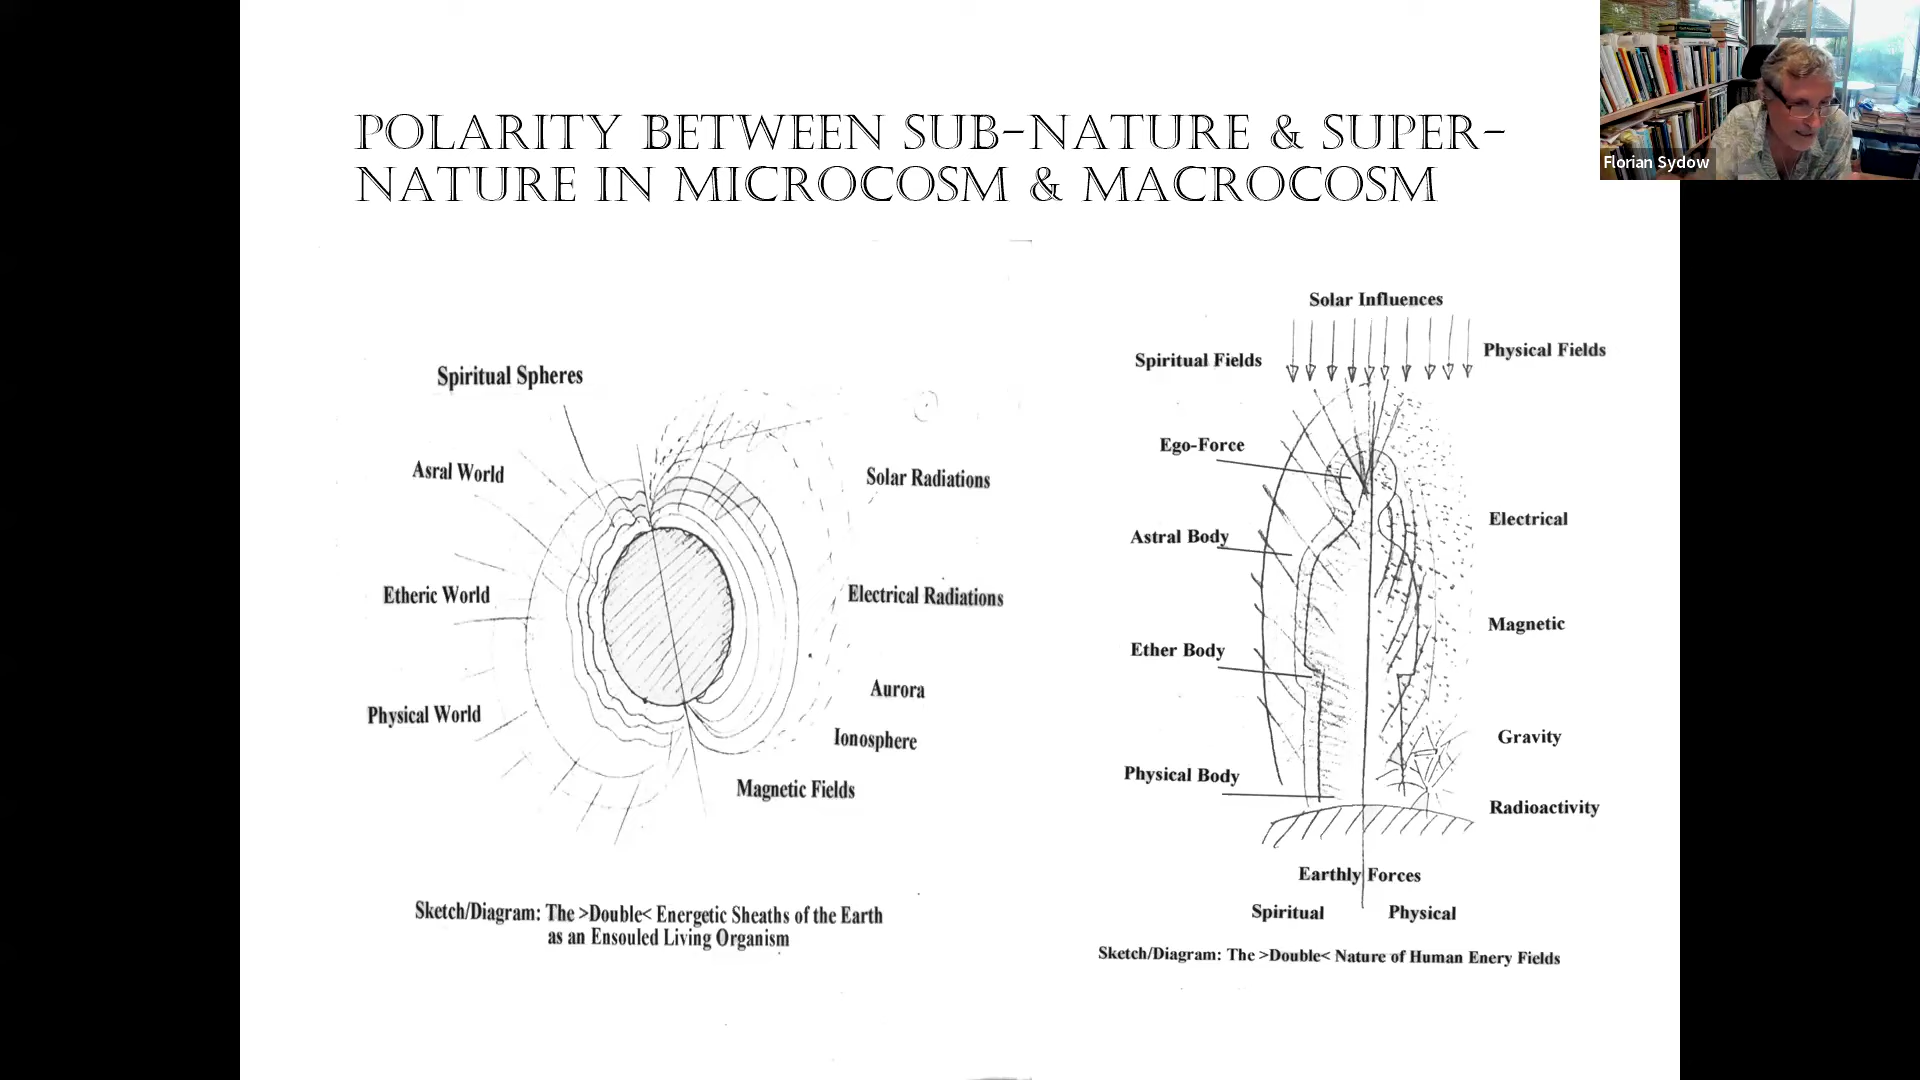 POLARITY BETWEEN SUB-NATURE & SUPER-
NATURE IN MICROCOSM & MACROCOSM
Florian Sydow
Spiritual Spheres
Asral World
Etheric World
Physical World
Solar Radiations
Electrical Radiations
Aurora
Ionosphere
Magnetic Fields
Sketch/Diagram: The >Double< Energetic Sheaths of the Earth
as an Ensouled Living Organism
Solar Influences
Spiritual Fields
Physical Fields
Ego-Force
Astral Body
Ether Body
Physical Body
Electrical
Magnetic
Gravity
Radioactivity
Earthly Forces
Spiritual
Physical
Sketch/Diagram: The >Double< Nature of Human Enery Fields